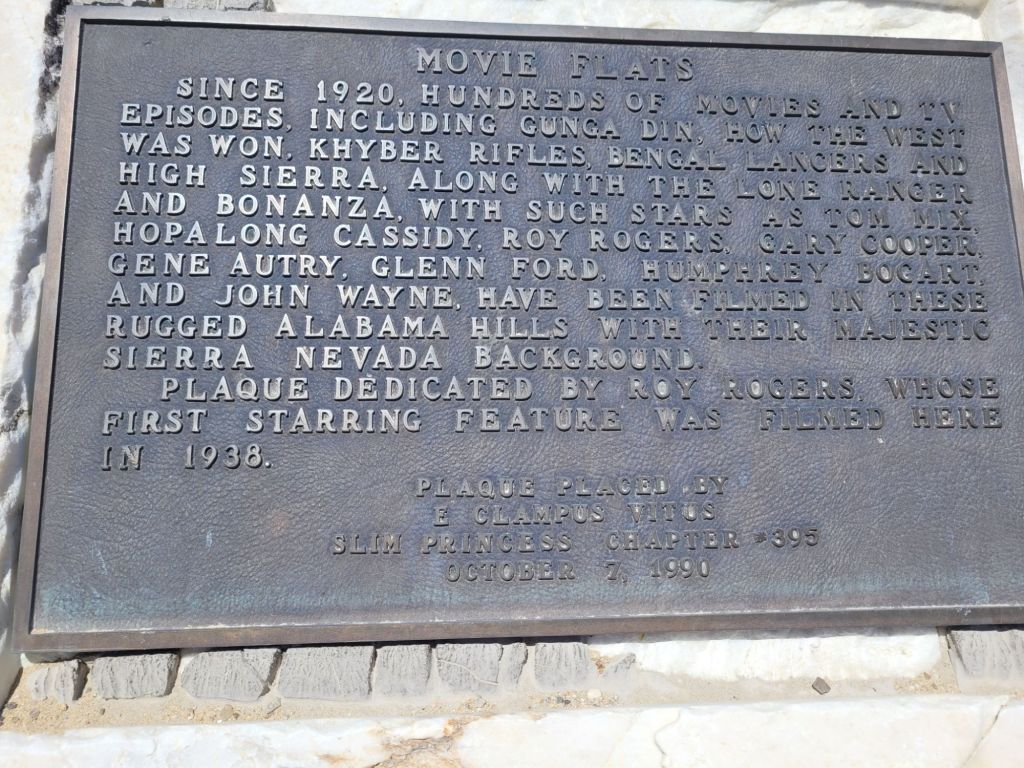 MOVIE FLATS
SINCE 1920, HUNDREDS OF MOVIES AND TV
EPISODES, INCLUDING GUNGA DIN, HOW THE WEST
WAS WON, KHYBER RIFLES, BENGAL LANCERS AND
HIGH SIERRA, ALONG WITH THE LONE RANGER
AND BONANZA, WITH SUCH STARS AS TOM MIX,
HOPALONG CASSIDY, ROY ROGERS, GARY COOPER,
GENE AUTRY, GLENN FORD, HUMPHREY BOGART,
AND JOHN WAYNE, HAVE BEEN FILMED IN THESE
RUGGED ALABAMA HILLS WITH THEIR MAJESTIC
SIERRA NEVADA BACKGROUND.
PLAQUE DEDICATED BY ROY ROGERS, WHOSE
FIRST STARRING FEATURE WAS FILMED HERE
IN 1938.
PLAQUE PLACED BY
E CLAMPUS VITUS
SLIM PRINCESS CHAPTER #395
OCTOBER 7, 1990